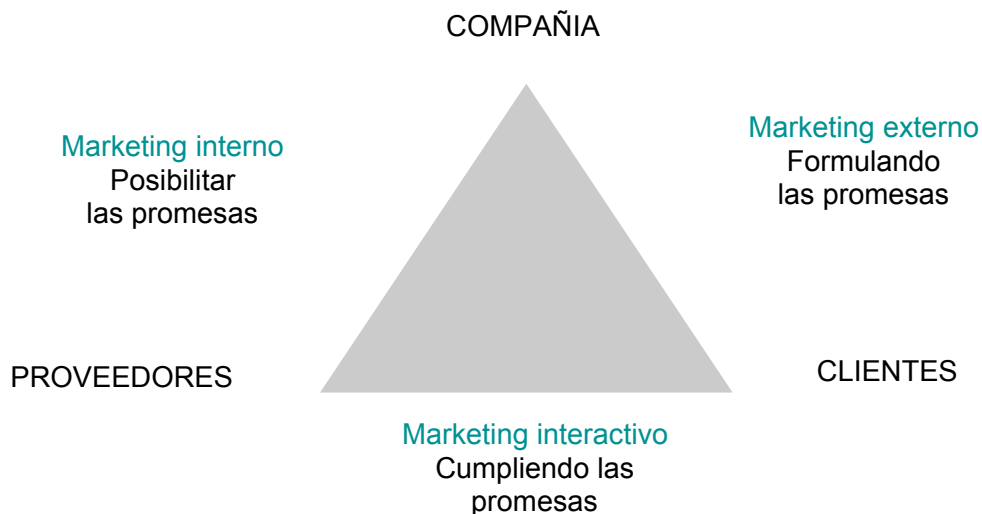 COMPAÑIA
Marketing interno
Posibilitar
las promesas
Marketing externo
Formulando
las promesas
PROVEEDORES
CLIENTES
Marketing interactivo
Cumpliendo las
promesas